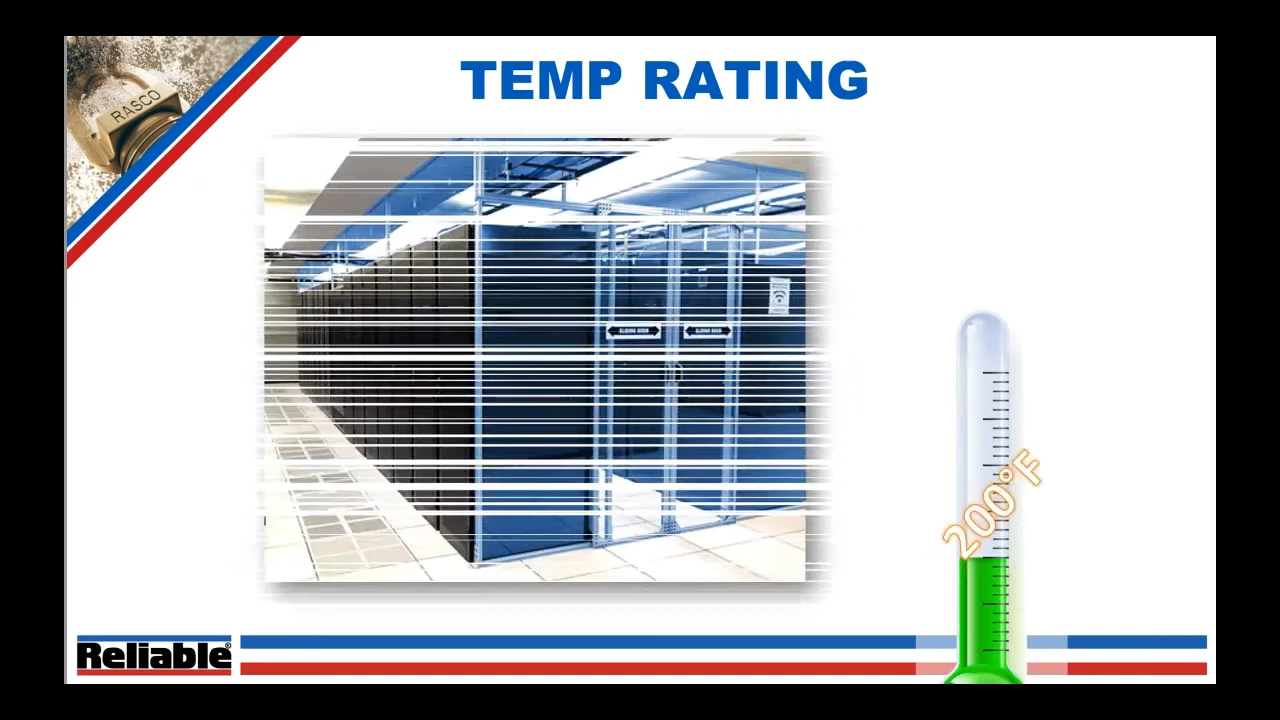 TEMP RATING
RASCO
SLIDING DOOR
SLIDING DOOR
200°F
Reliable®